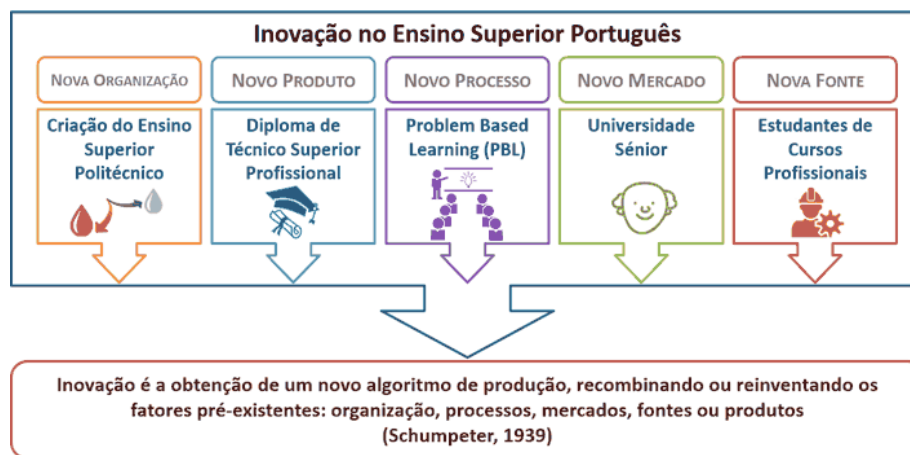 Inovação no Ensino Superior Português
NOVA ORGANIZAÇÃO
NOVO PRODUTO
NOVO PROCESSO
NOVO MERCADO
NOVA FONTE
Criação do Ensino
Superior
Politécnico
Diploma de
Técnico Superior
Profissional
Problem Based
Learning (PBL)
Universidade
Sénior
Estudantes de
Cursos
Profissionais
Inovação é a obtenção de um novo algoritmo de produção, recombinando ou reinventando os
fatores pré-existentes: organização, processos, mercados, fontes ou produtos
(Schumpeter, 1939)